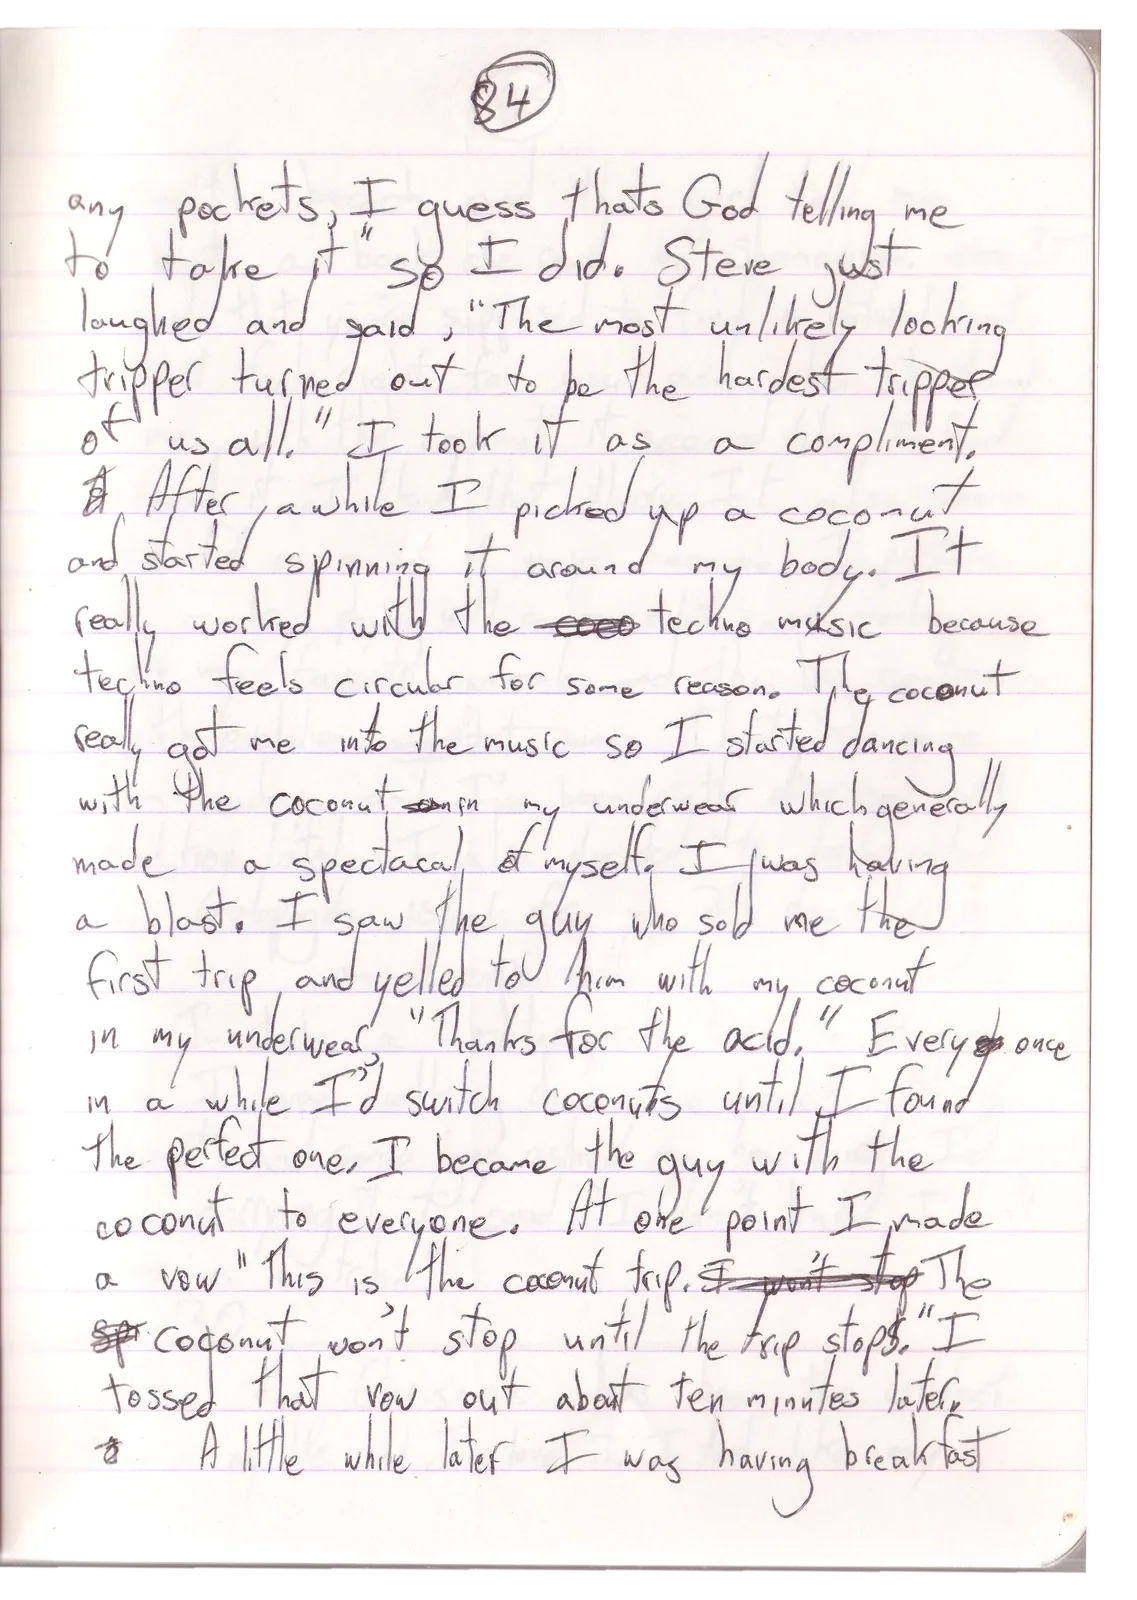 84
any pockets, I guess thats God telling me
to take it" so I did. Steve just
laughed and said, "The most unlikely looking
tripper turned out to be the hardest tripper
of us all." I took it as a compliment.
After awhile I picked up a coconut
and started spinning it around my body. It
really worked with the techno music because
techno feels circular for some reason. The coconut
really got me into the music so I started dancing
with the coconut in my underwear which generally
made a spectacal of myself. I was having
a blast. I saw the guy who sold me the
first trip and yelled to him with my coconut
in my underwear, "Thanks for the acid." Every once
in a while I'd switch coconuts until I found
the perfect one. I became the guy with the
coconut to everyone. At one point I made
a vow "This is the coconut trip. I won't stop The
coconut won't stop until the trip stops." I
tossed that vow out about ten minutes later.
A little while later I was having breakfast